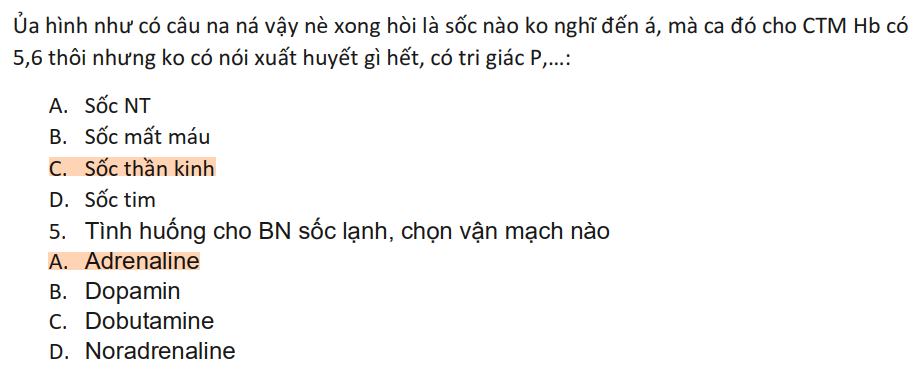 Ủa hình như có câu na ná vậy nè xong hòi là sốc nào ko nghĩ đến á, mà ca đó cho CTM Hb có
5,6 thôi nhưng ko có nói xuất huyết gì hết, có tri giác P,...:
A. Sốc NT
B. Sốc mất máu
C. Sốc thần kinh
D. Sốc tim
5. Tình huống cho BN sốc lạnh, chọn vận mạch nào
A. Adrenaline
B. Dopamin
C. Dobutamine
D. Noradrenaline